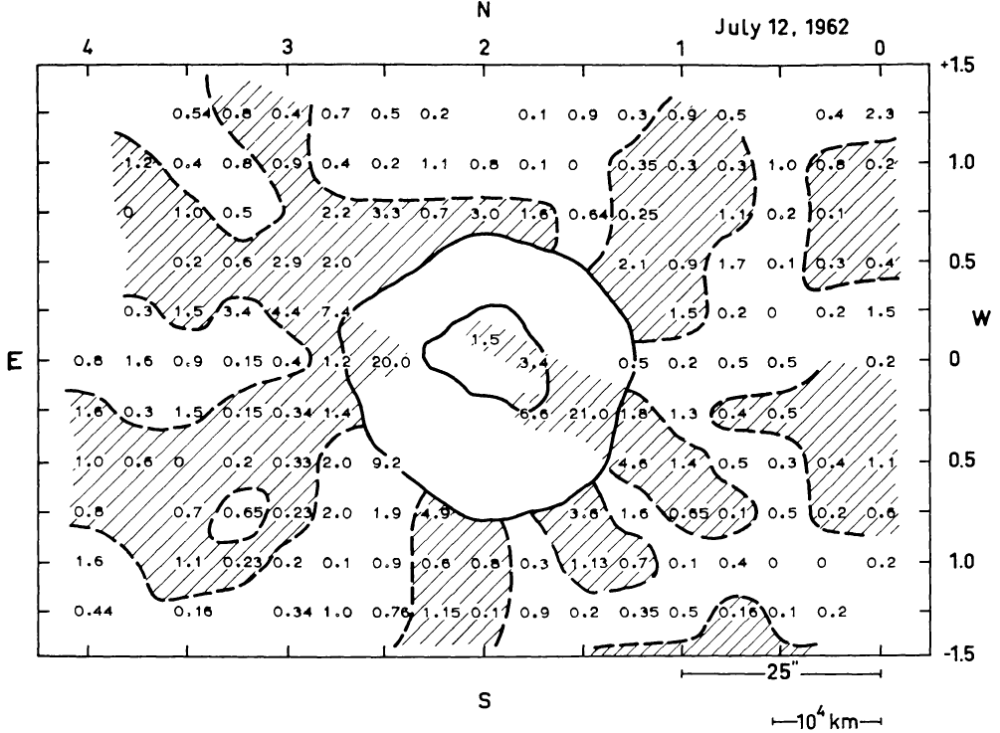 N
July 12, 1962
4 3 2 1 0
+1.5
0.54 0.8 0.4 0.7 0.5 0.2 0.1 0.9 0.3 0.9 0.5 0.4 2.3
1.2 0.4 0.8 0.9 0.4 0.2 1.1 0.8 0.1 0 0.35 0.3 0.3 1.0 0.8 0.2 1.0
0 1.0 0.5 2.2 3.3 0.7 3.0 1.6 0.64 0.25 1.1 0.2 0.1
0.2 0.6 2.9 2.0 2.1 0.9 1.7 0.1 0.3 0.4 0.5
0.3 1.5 3.4 4.4 7.4 1.5 1.5 0.2 0 0.2 1.5 W
E 0.8 1.6 0.9 0.15 0.4 1.2 20.0 3.4 0.5 0.2 0.5 0.5 0.2 0
1.6 0.3 1.5 0.15 0.34 1.4 6.6 21.0 1.8 1.3 0.4 0.5
1.0 0.6 0 0.2 0.33 2.0 9.2 4.6 1.4 0.5 0.3 0.4 1.1 0.5
0.8 0.7 0.65 0.23 2.0 1.9 4.9 3.6 1.6 0.65 0.1 0.5 0.2 0.6
1.6 1.1 0.23 0.2 0.1 0.9 0.6 0.8 0.3 1.13 0.7 0.1 0.4 0 0 0.2 1.0
0.44 0.16 0.34 1.0 0.76 1.15 0.1 0.9 0.2 0.35 0.5 0.16 0.1 0.2
-1.5
25"
S
10⁴ km